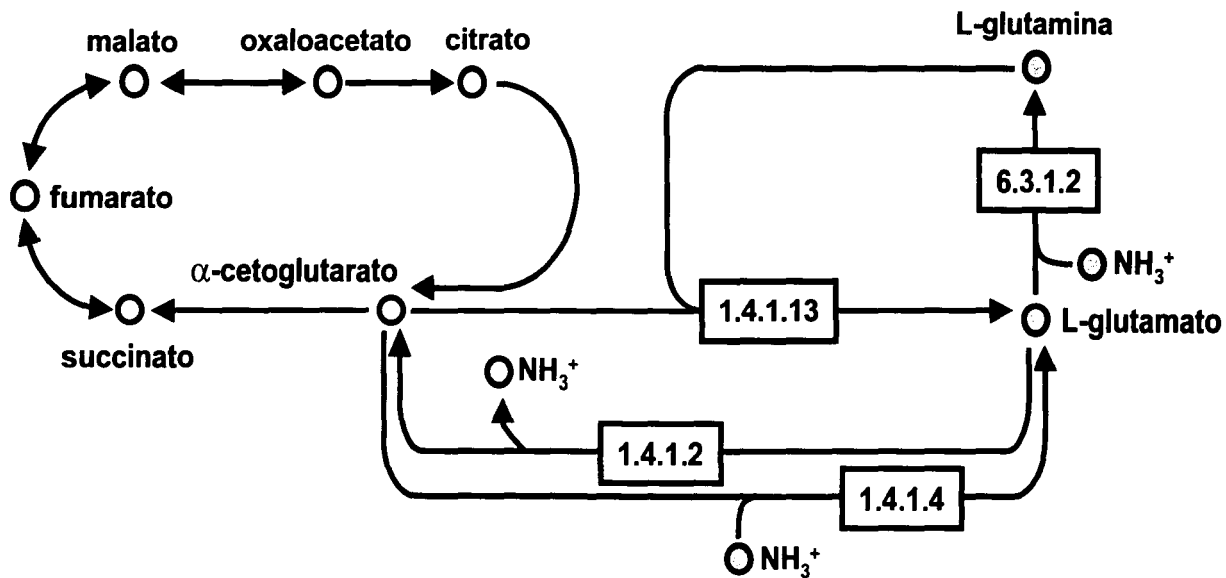 L-glutamina
malato
oxaloacetato
citrato
6.3.1.2
fumarato
α-cetoglutarato
NH₃⁺
1.4.1.13
L-glutamato
succinato
NH₃⁺
1.4.1.2
1.4.1.4
NH₃⁺